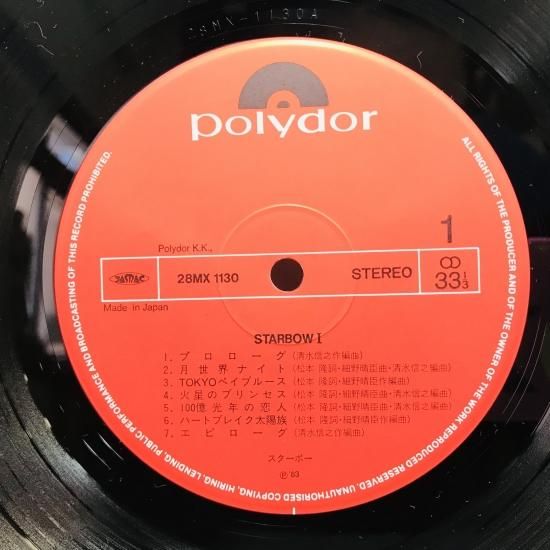 28MX-1130A
polydor
ALL RIGHTS OF THE PRODUCER AND OF THE OWNER OF THE WORK REPRODUCED RESERVED. UNAUTHORISED COPYING, HIRING, LENDING, PUBLIC PERFORMANCE AND BROADCASTING OF THIS RECORD PROHIBITED.
1
Polydor K.K.,
JASRAC
28MX 1130
STEREO
33 1/3
Made in Japan
STARBOW I
1. プロローグ (清水信之作編曲)
2. 月世界ナイト (松本 隆詞・細野晴臣曲・清水信之編曲)
3. TOKYOベイブルース (松本 隆詞・細野晴臣作編曲)
4. 火星のプリンセス (松本 隆詞・細野晴臣曲・清水信之編曲)
5. 100億光年の恋人 (松本 隆詞・細野晴臣曲・清水信之編曲)
6. ハートブレイク太陽族 (松本 隆詞・細野晴臣作編曲)
7. エピローグ (清水信之作編曲)
スターボー
Ⓟ'83